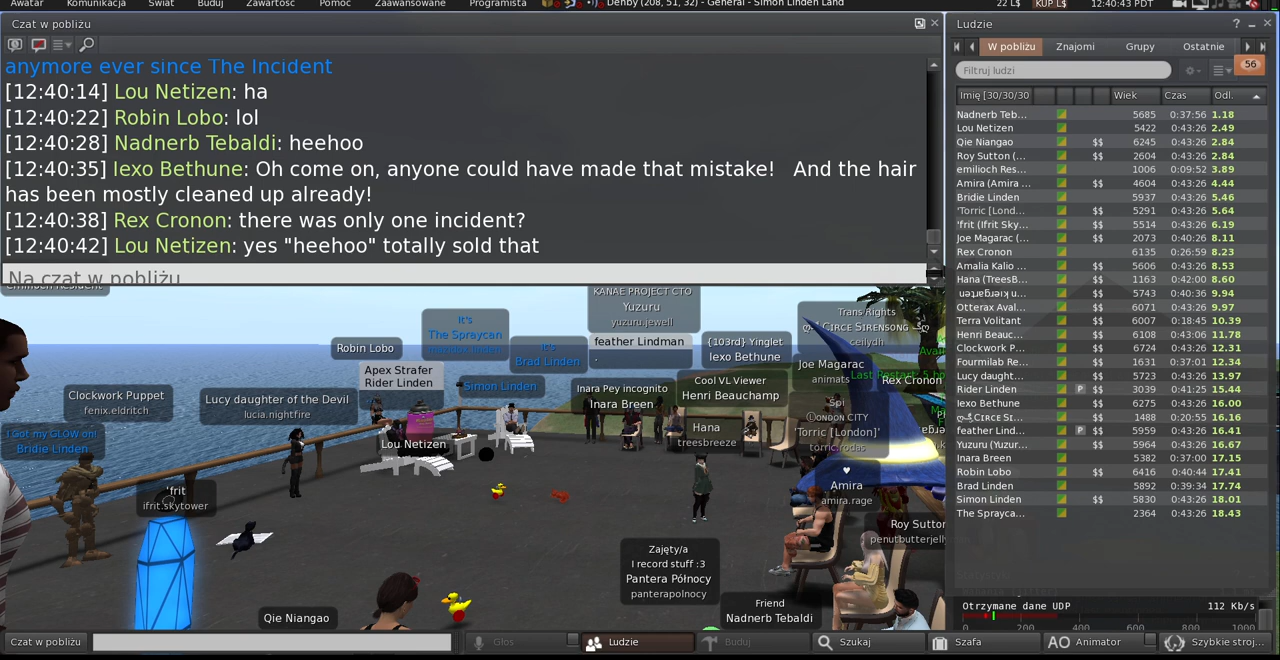 Awatar Komunikacja Świat Buduj Zawartość Pomoc Zaawansowane Programista Denby (208, 51, 32) - General - Simon Linden Land 22 L$ KUP L$ 12:40:43 PDT
Czat w pobliżu
anymore ever since The Incident
[12:40:14] Lou Netizen: ha
[12:40:22] Robin Lobo: lol
[12:40:28] Nadnerb Tebaldi: heehoo
[12:40:35] Iexo Bethune: Oh come on, anyone could have made that mistake! And the hair
has been mostly cleaned up already!
[12:40:38] Rex Cronon: there was only one incident?
[12:40:42] Lou Netizen: yes "heehoo" totally sold that
Na czat w pobliżu
KANAE PROJECT CTO
Yuzuru
yuzuru.jewell
It's
The Spraycan
Robin Lobo
It's
Brad Linden
feather Lindman
{103rd} Yinglet
Iexo Bethune
Trans Rights
Circe Sirensong
ceilydh
Apex Strafer
Rider Linden
Simon Linden
Joe Magarac
animats
Last Restart: 5 ho
Rex Cronon
Clockwork Puppet
fenix.eldritch
Lucy daughter of the Devil
lucia.nightfire
Inara Pey incognito
Inara Breen
Cool VL Viewer
Henri Beauchamp
London City
'Torric [London]'
torric.rodas
I Got my GLOW on!
Bridie Linden
Lou Netizen
Hana
treesbreeze
♥
Amira
amira.rage
'frit
ifrit.skytower
Roy Sutton
penutbutterjelly
Zajęty/a
I record stuff :3
Pantera Północy
panterapolnocy
Friend
Nadnerb Tebaldi
Qie Niangao
Ludzie
W pobliżu Znajomi Grupy Ostatnie
Filtruj ludzi
56
Imię [30/30/30 Wiek Czas Odl.
Nadnerb Teb... 5685 0:37:56 1.18
Lou Netizen 5422 0:43:26 2.49
Qie Niangao $$ 6245 0:43:26 2.84
Roy Sutton (... $$ 2604 0:43:26 2.84
emilioch Res... 1006 0:09:52 3.89
Amira (Amira ... $$ 4604 0:43:26 4.44
Bridie Linden 5937 0:43:26 5.46
'Torric [Lond... $$ 5291 0:43:26 5.64
'frit (Ifrit Sky... $$ 5514 0:43:26 6.19
Joe Magarac (... $$ 2073 0:40:26 8.11
Rex Cronon 6135 0:26:59 8.23
Amalia Kalio ... $$ 5606 0:43:26 8.53
Hana (TreesB... $$ 1163 0:42:00 8.60
$$ 5743 0:40:36 9.94
Otterax Aval... $$ 6071 0:43:26 9.97
Terra Volitant $$ 6007 0:18:45 10.39
Henri Beauc... $$ 6108 0:43:06 11.78
Clockwork P... $$ 6724 0:43:26 12.31
Fourmilab Re... $$ 1631 0:37:01 12.34
Lucy daught... $$ 5723 0:43:26 13.97
Rider Linden P $$ 3039 0:41:25 15.44
Iexo Bethune $$ 6275 0:43:26 16.00
Circe Si... $$ 1488 0:20:55 16.16
feather Lind... P $$ 5959 0:43:26 16.41
Yuzuru (Yuzur... $$ 5964 0:43:26 16.67
Inara Breen 5382 0:37:00 17.15
Robin Lobo $$ 6416 0:40:44 17.41
Brad Linden 5892 0:39:34 17.74
Simon Linden $$ 5830 0:43:26 18.01
The Sprayca... 2364 0:43:26 18.43
Otrzymane dane UDP 112 Kb/s
0 200 400 600 800 1000
Czat w pobliżu Głos Ludzie Buduj Szukaj Szafa AO Animator Szybkie stroj...